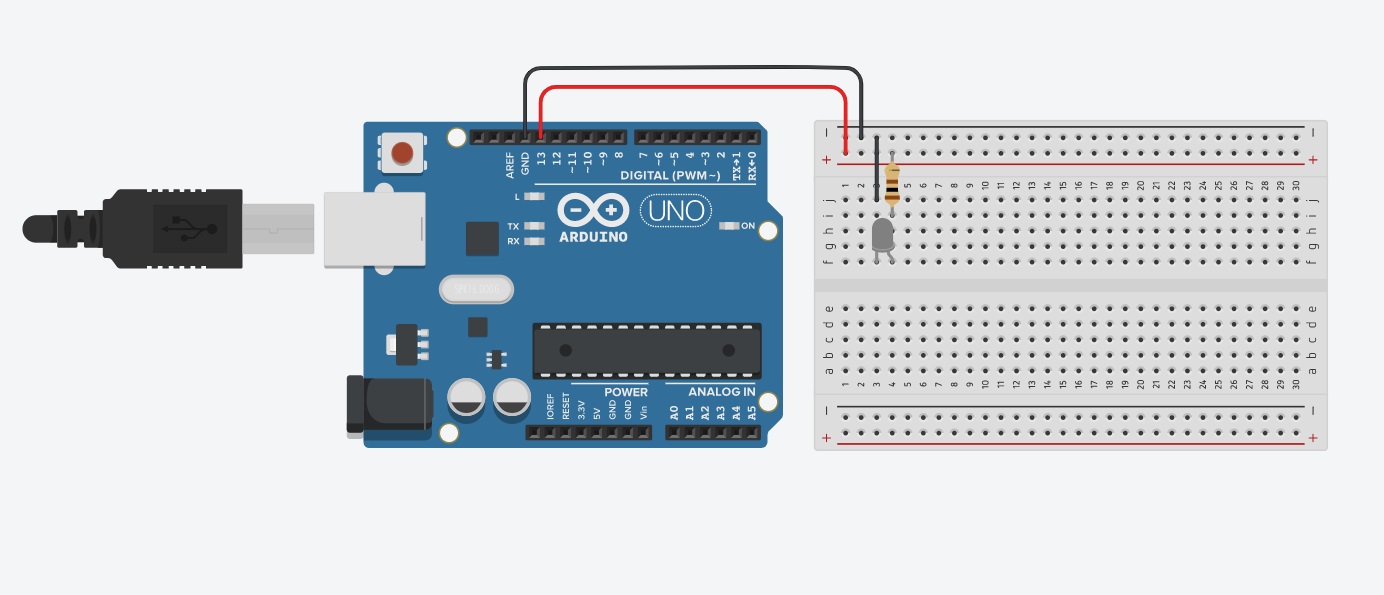 AREF
GND
13
12
~11
~10
~9
8
7
~6
~5
~4
~3
2
TX→1
RX←0
DIGITAL (PWM~)
L
TX
RX
UNO
ON
ARDUINO
POWER
ANALOG IN
IOREF
RESET
3.3V
5V
GND
GND
Vin
A0
A1
A2
A3
A4
A5
− −
+ +
1 2 3 5 6 7 8 9 10 11 12 13 14 15 16 17 18 19 20 21 22 23 24 25 26 27 28 29 30
j j
i i
h h
g g
f f
e e
d d
c c
b b
a a
1 2 3 4 5 6 7 8 9 10 11 12 13 14 15 16 17 18 19 20 21 22 23 24 25 26 27 28 29 30
− −
+ +